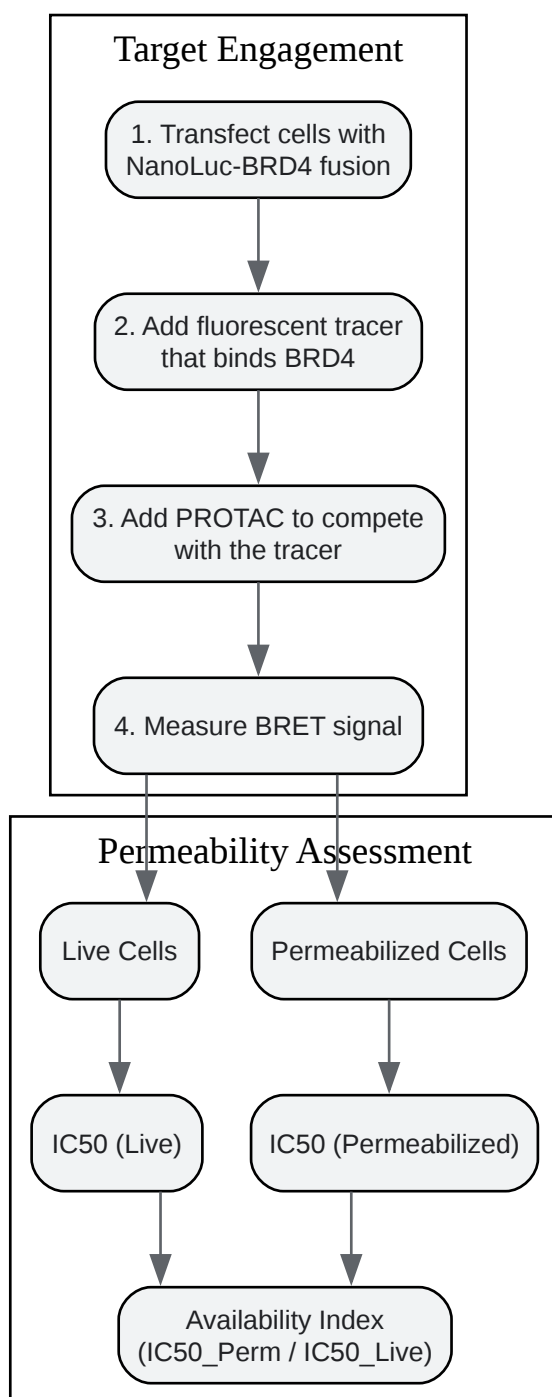 Target Engagement
1. Transfect cells with
NanoLuc-BRD4 fusion
2. Add fluorescent tracer
that binds BRD4
3. Add PROTAC to compete
with the tracer
4. Measure BRET signal
Permeability Assessment
Live Cells
Permeabilized Cells
IC50 (Live)
IC50 (Permeabilized)
Availability Index
(IC50_Perm / IC50_Live)